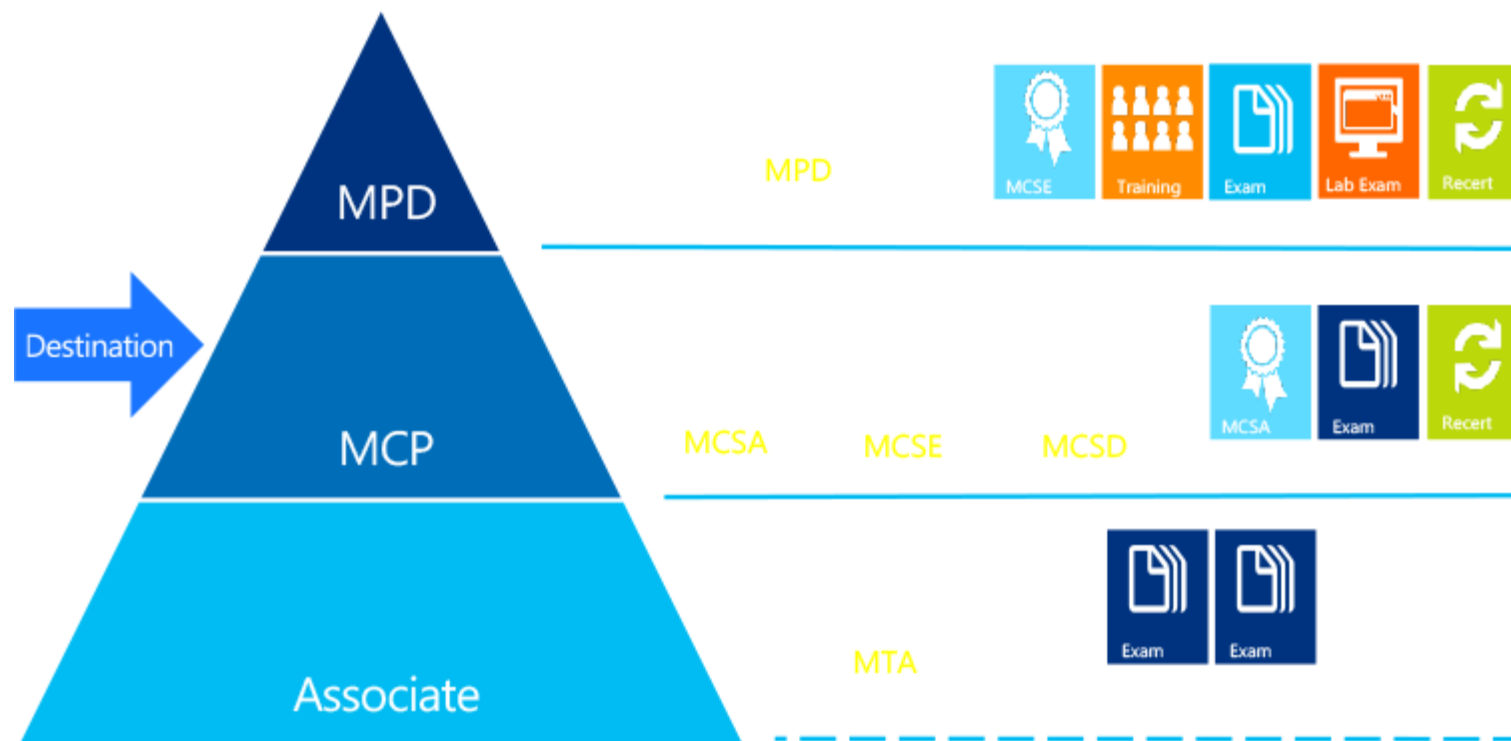 MPD
MPD
MCSE
Training
Exam
Lab Exam
Recert
Destination
MCP
MCSA
MCSE
MCSD
MCSA
Exam
Recert
Associate
MTA
Exam
Exam